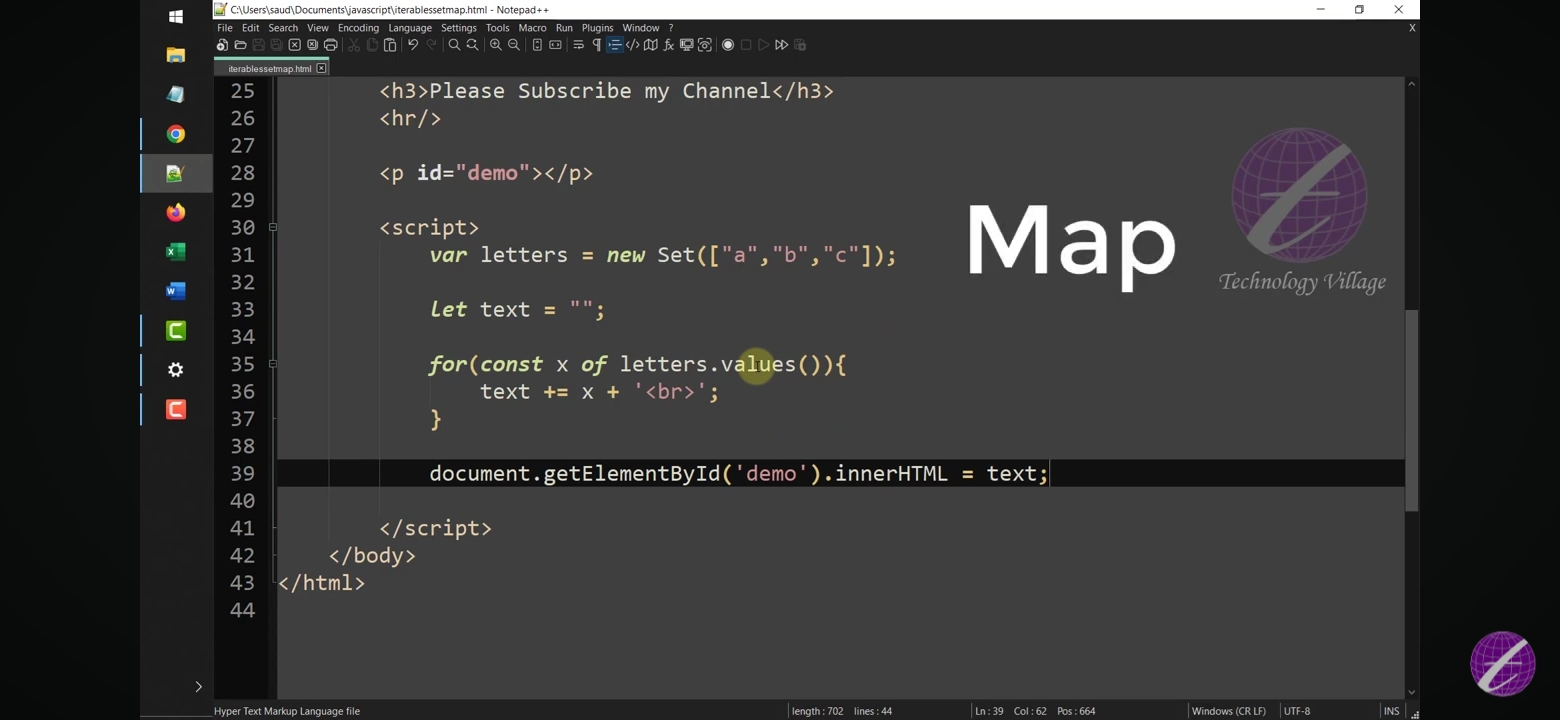 C:\Users\saud\Documents\javascript\iterablessetmap.html - Notepad++
File Edit Search View Encoding Language Settings Tools Macro Run Plugins Window ?
X
iterablessetmap.html
25 <h3>Please Subscribe my Channel</h3>
26 <hr/>
27
28 <p id="demo"></p>
29
30 <script>
31 var letters = new Set(["a","b","c"]);
32
33 let text = "";
34
35 for(const x of letters.values()){
36 text += x + '<br>';
37 }
38
39 document.getElementById('demo').innerHTML = text;
40
41 </script>
42 </body>
43 </html>
44
Map
Technology Village
Hyper Text Markup Language file length : 702 lines : 44 Ln : 39 Col : 62 Pos : 664 Windows (CR LF) UTF-8 INS